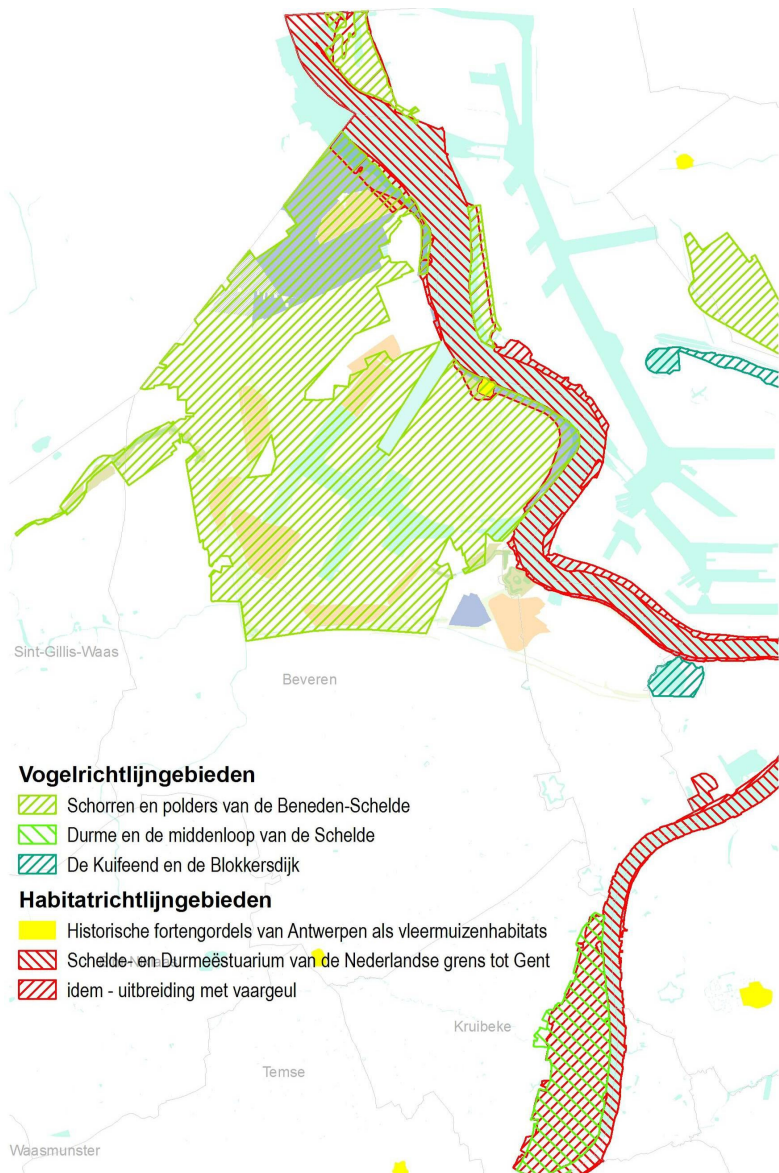 Sint-Gillis-Waas
Beveren
Vogelrichtlijngebieden
Schorren en polders van de Beneden-Schelde
Durme en de middenloop van de Schelde
De Kuifeend en de Blokkersdijk
Habitatrichtlijngebieden
Historische fortengordels van Antwerpen als vleermuizenhabitats
Schelde- en Durmeëstuarium van de Nederlandse grens tot Gent
idem - uitbreiding met vaargeul
Kruibeke
Temse
Waasmunster